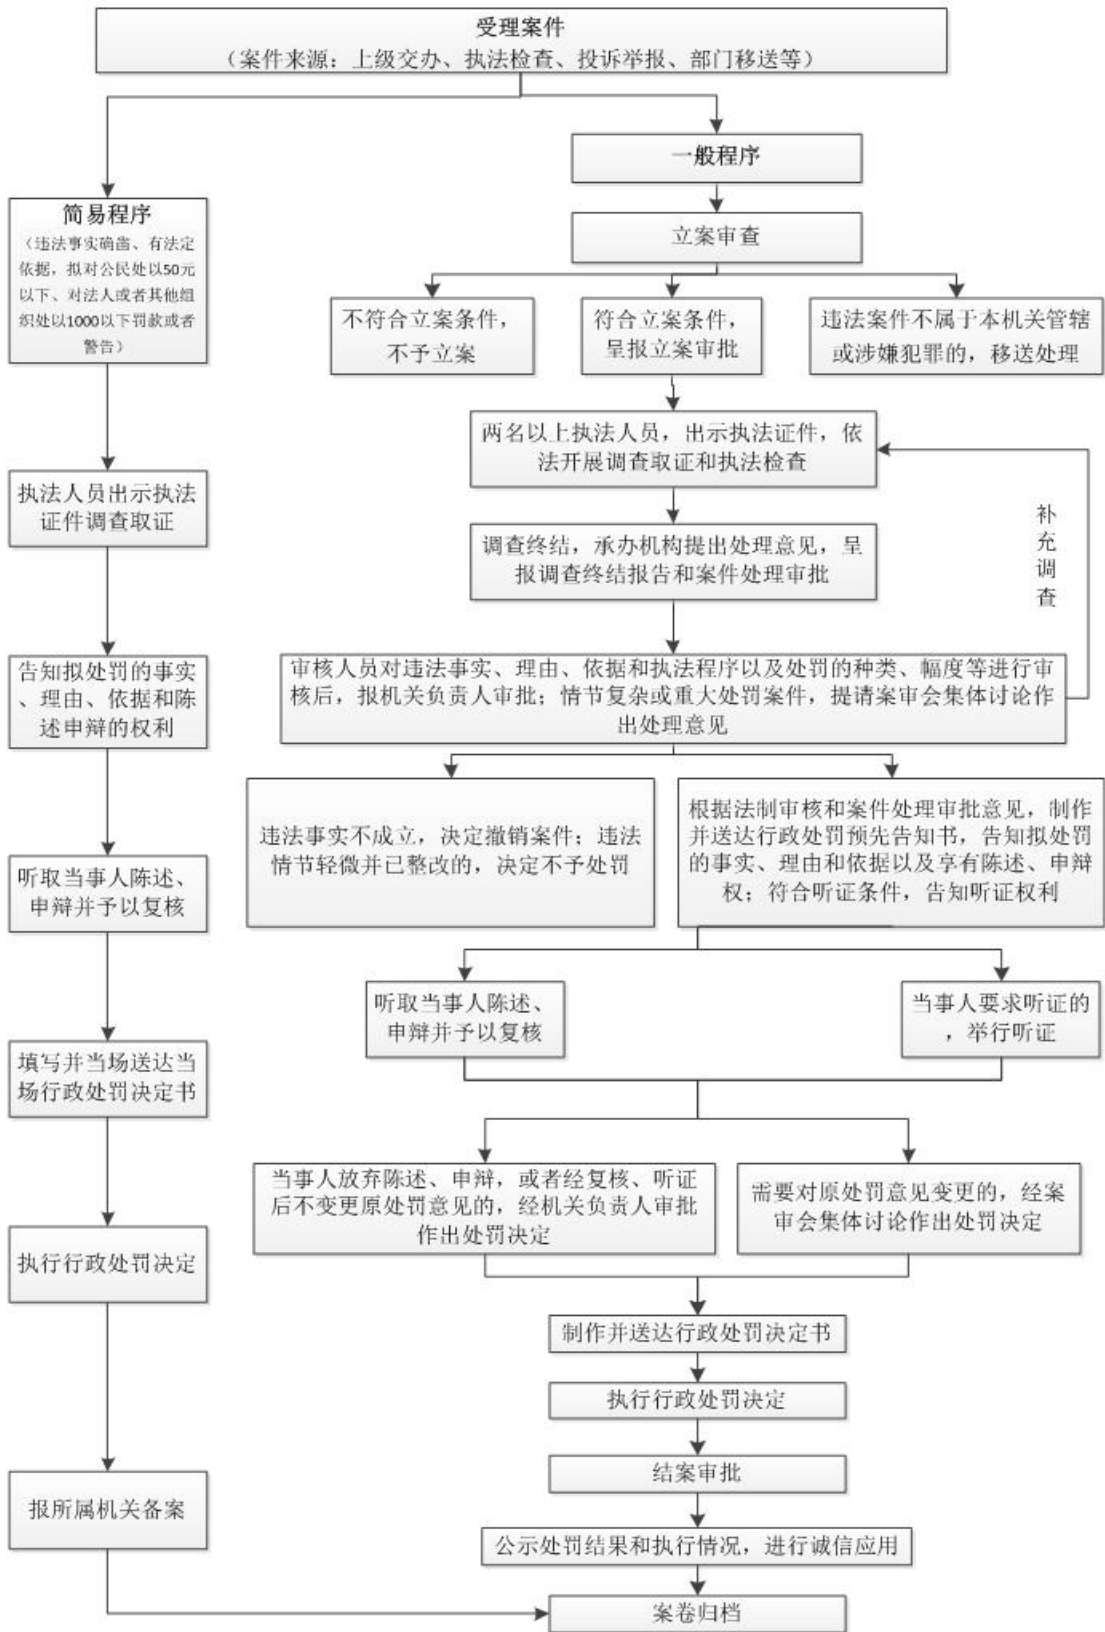 受理案件
（案件来源：上级交办、执法检查、投诉举报、部门移送等）
一般程序
简易程序
（违法事实确凿、有法定
依据，拟对公民处以50元
以下、对法人或者其他组
织处以1000以下罚款或者
警告）
立案审查
不符合立案条件，
不予立案
符合立案条件，
呈报立案审批
违法案件不属于本机关管辖
或涉嫌犯罪的，移送处理
两名以上执法人员，出示执法证件，依
法开展调查取证和执法检查
执法人员出示执法
证件调查取证
补
充
调
查
调查终结，承办机构提出处理意见，呈
报调查终结报告和案件处理审批
告知拟处罚的事实
、理由、依据和陈
述申辩的权利
审核人员对违法事实、理由、依据和执法程序以及处罚的种类、幅度等进行审
核后，报机关负责人审批；情节复杂或重大处罚案件，提请案审会集体讨论作
出处理意见
违法事实不成立，决定撤销案件；违法
情节轻微并已整改的，决定不予处罚
根据法制审核和案件处理审批意见，制作
并送达行政处罚预先告知书，告知拟处罚
的事实、理由和依据以及享有陈述、申辩
权；符合听证条件，告知听证权利
听取当事人陈述、
申辩并予以复核
听取当事人陈述、
申辩并予以复核
当事人要求听证的
，举行听证
填写并当场送达当
场行政处罚决定书
当事人放弃陈述、申辩，或者经复核、听证
后不变更原处罚意见的，经机关负责人审批
作出处罚决定
需要对原处罚意见变更的，经案
审会集体讨论作出处罚决定
执行行政处罚决定
制作并送达行政处罚决定书
执行行政处罚决定
结案审批
报所属机关备案
公示处罚结果和执行情况，进行诚信应用
案卷归档